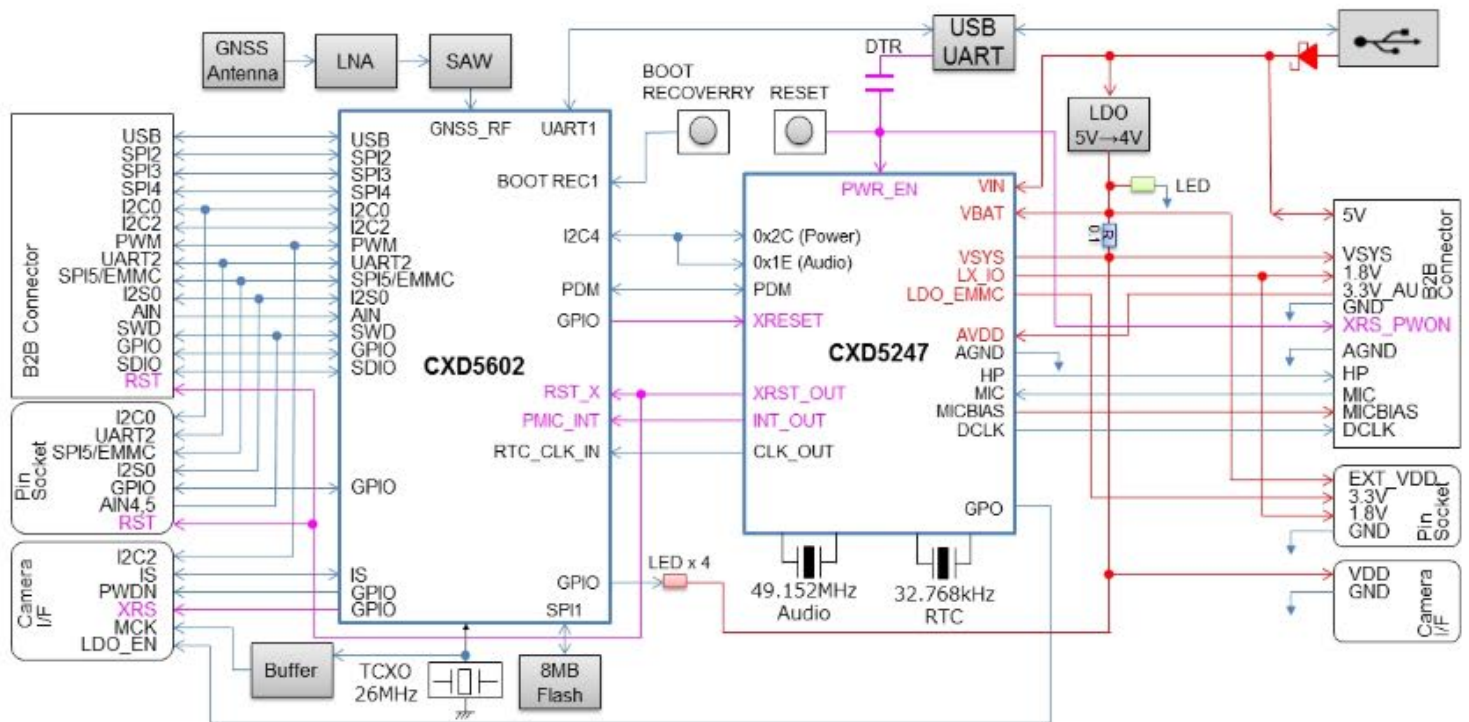 GNSS
Antenna
LNA
SAW
USB
UART
DTR
BOOT
RECOVERRY
RESET
LDO
5V→4V
LED
B2B Connector
USB
SPI2
SPI3
SPI4
I2C0
I2C2
PWM
UART2
SPI5/EMMC
I2S0
AIN
SWD
GPIO
SDIO
RST
Pin
Socket
I2C0
UART2
SPI5/EMMC
I2S0
GPIO
AIN4,5
RST
Camera
I/F
I2C2
IS
PWDN
XRS
MCK
LDO_EN
GNSS_RF
UART1
USB
SPI2
SPI3
SPI4
I2C0
I2C2
PWM
UART2
SPI5/EMMC
I2S0
AIN
SWD
GPIO
SDIO
GPIO
IS
GPIO
GPIO
CXD5602
BOOT REC1
I2C4
PDM
GPIO
RST_X
PMIC_INT
RTC_CLK_IN
GPIO
SPI1
LED x 4
Buffer
TCXO
26MHz
8MB
Flash
PWR_EN
0x2C (Power)
0x1E (Audio)
PDM
XRESET
CXD5247
XRST_OUT
INT_OUT
CLK_OUT
VIN
VBAT
VSYS
LX_IO
LDO_EMMC
AVDD
AGND
HP
MIC
MICBIAS
DCLK
GPO
R
0.1
49.152MHz
Audio
32.768kHz
RTC
5V
VSYS
1.8V
3.3V_AU
GND
XRS_PWON
AGND
HP
MIC
MICBIAS
DCLK
B2B
Connector
EXT_VDD
3.3V
1.8V
GND
Pin
Socket
VDD
GND
Camera
I/F